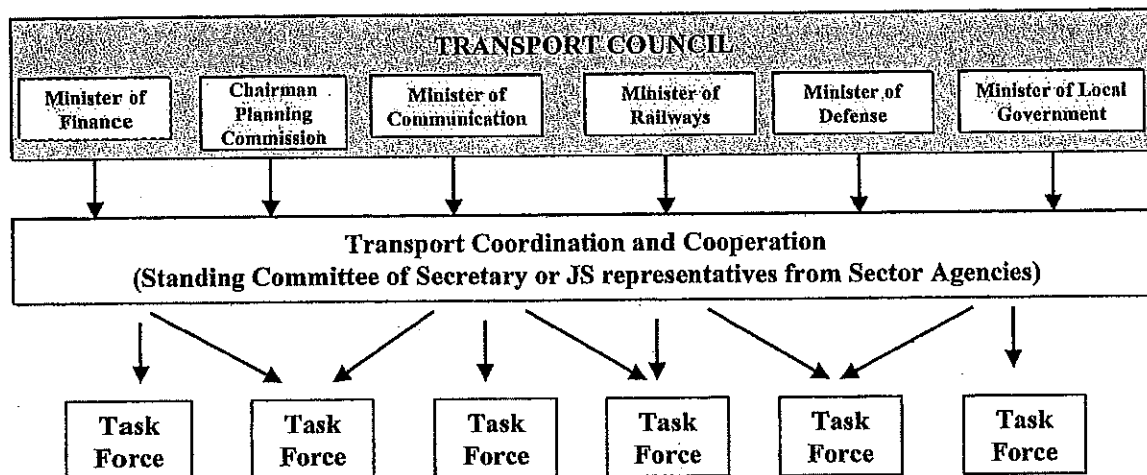 TRANSPORT COUNCIL
Minister of
Finance
Chairman
Planning
Commission
Minister of
Communication
Minister of
Railways
Minister of
Defense
Minister of Local
Government
Transport Coordination and Cooperation
(Standing Committee of Secretary or JS representatives from Sector Agencies)
Task
Force
Task
Force
Task
Force
Task
Force
Task
Force
Task
Force